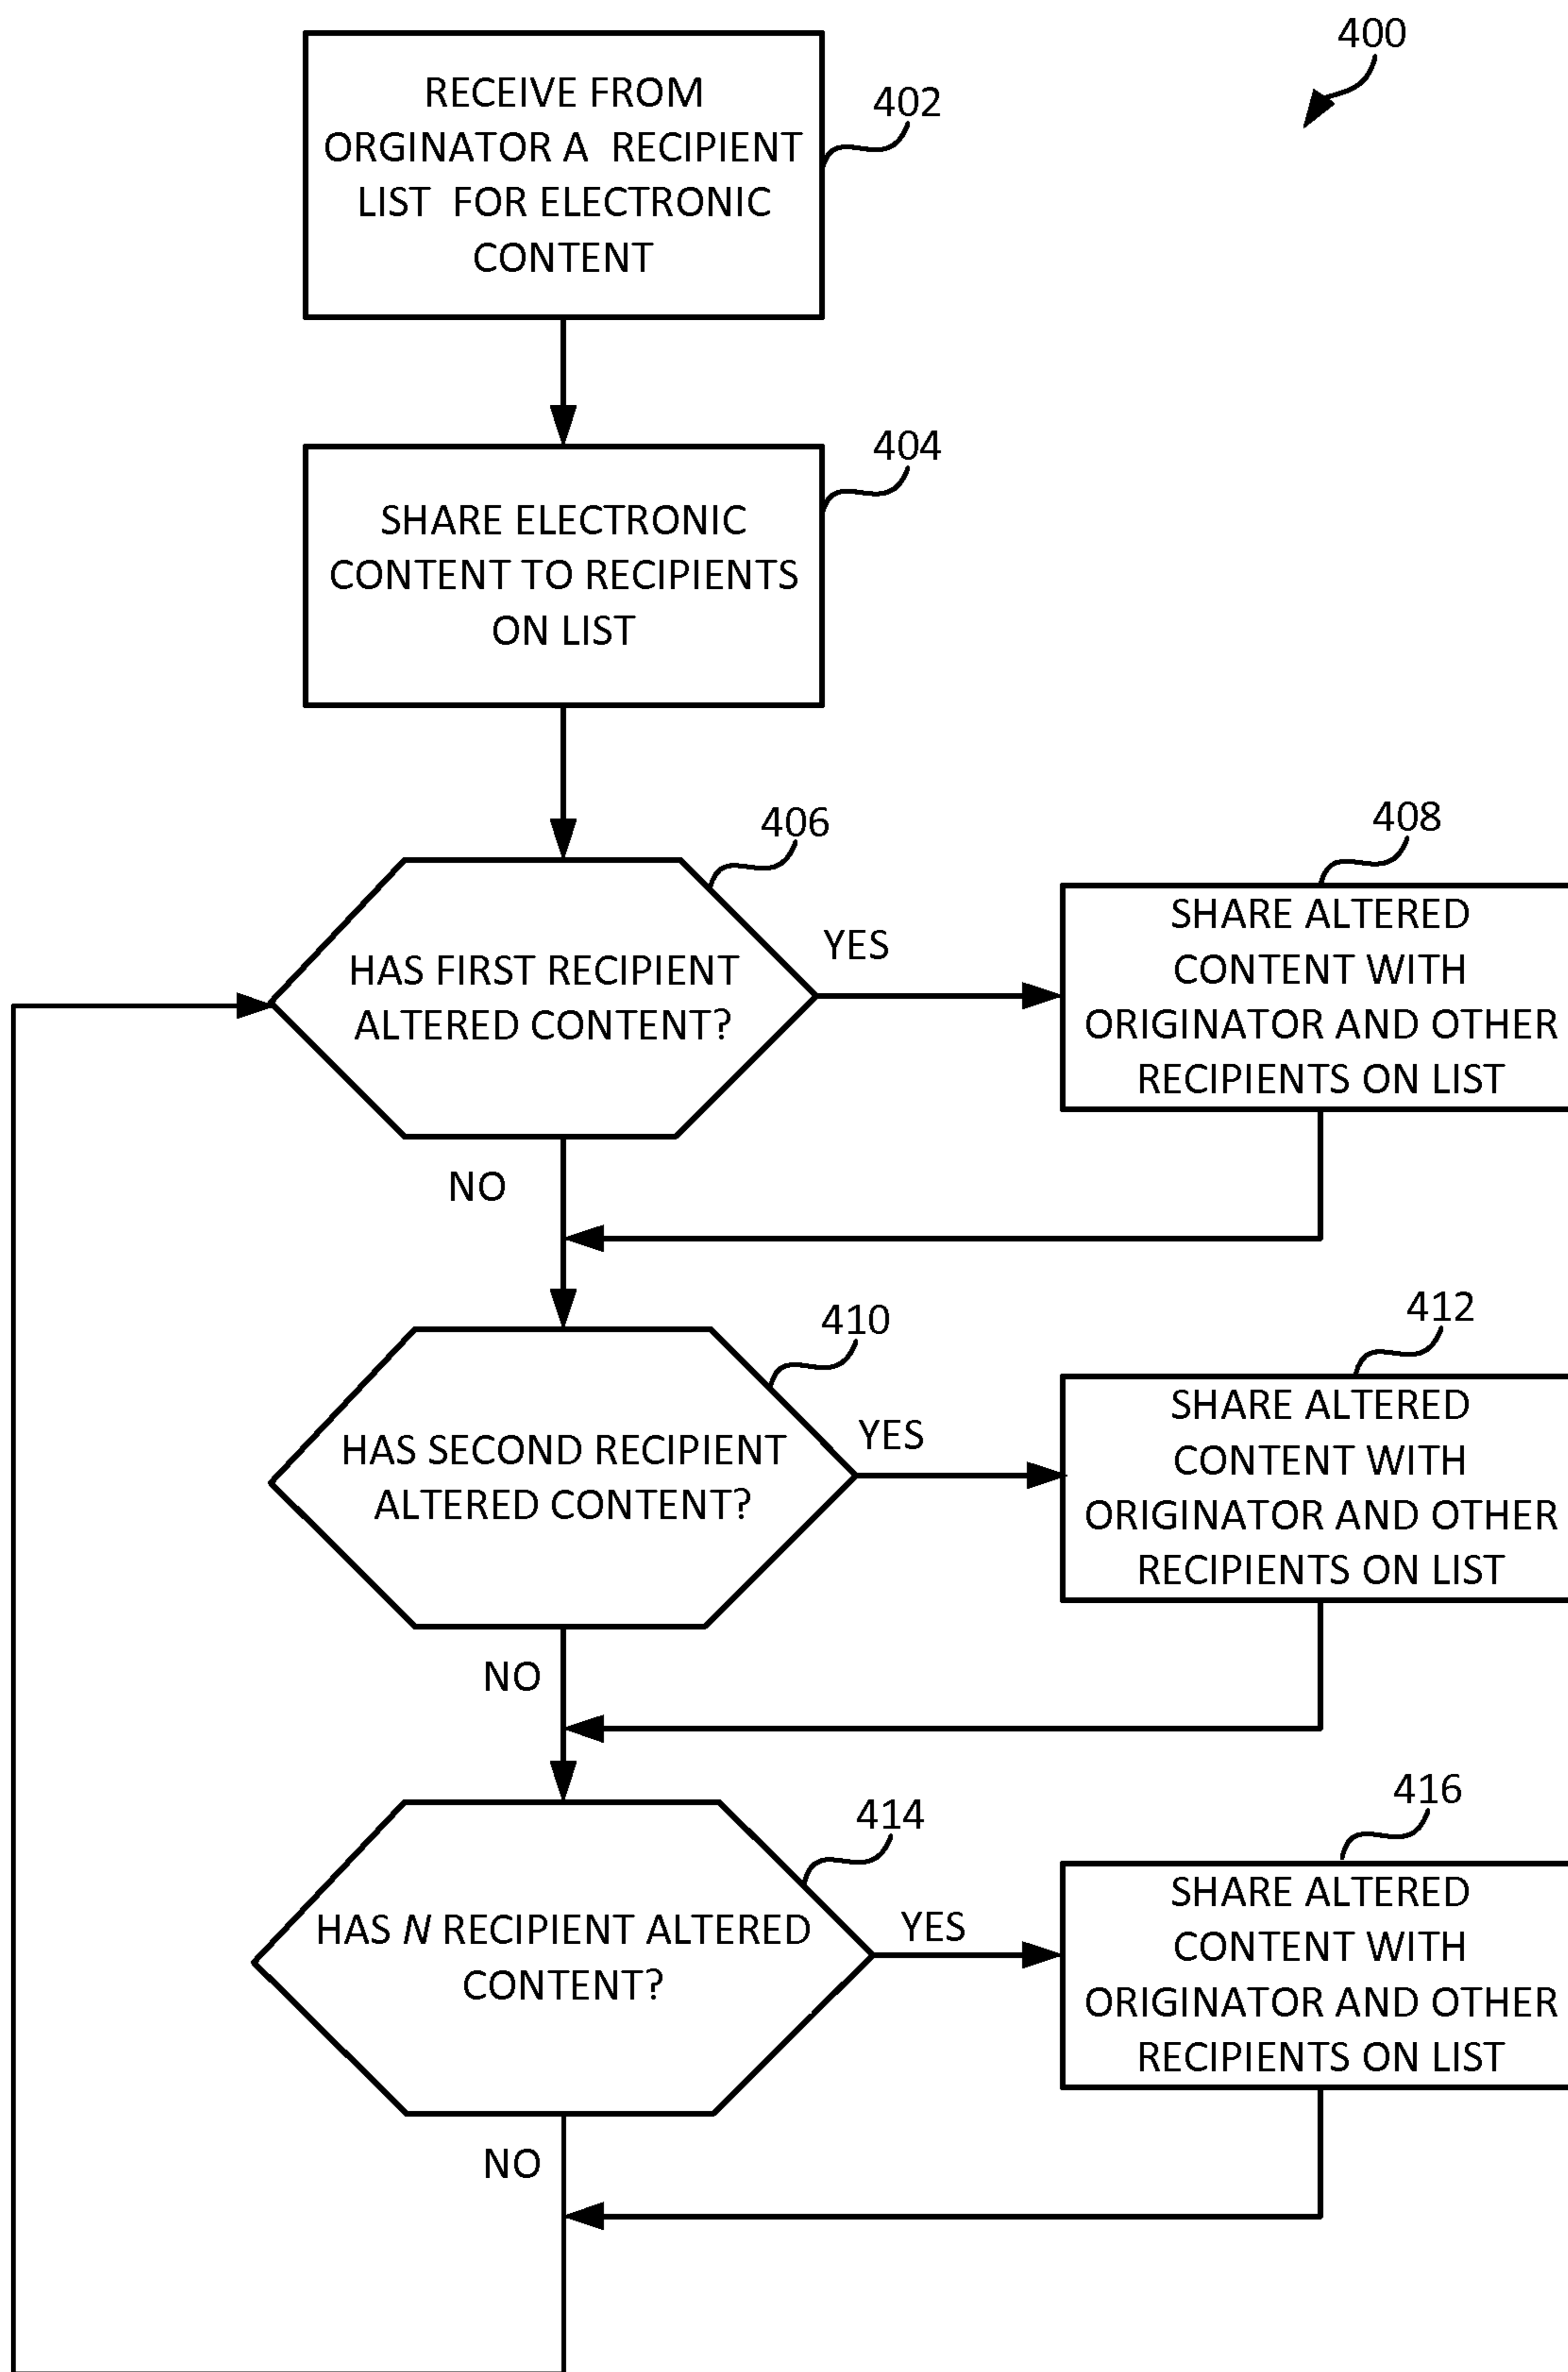 400
RECEIVE FROM
ORGINATOR A RECIPIENT
LIST FOR ELECTRONIC
CONTENT
402
SHARE ELECTRONIC
CONTENT TO RECIPIENTS
ON LIST
404
HAS FIRST RECIPIENT
ALTERED CONTENT?
406
YES
SHARE ALTERED
CONTENT WITH
ORIGINATOR AND OTHER
RECIPIENTS ON LIST
408
NO
HAS SECOND RECIPIENT
ALTERED CONTENT?
410
YES
SHARE ALTERED
CONTENT WITH
ORIGINATOR AND OTHER
RECIPIENTS ON LIST
412
NO
HAS N RECIPIENT ALTERED
CONTENT?
414
YES
SHARE ALTERED
CONTENT WITH
ORIGINATOR AND OTHER
RECIPIENTS ON LIST
416
NO